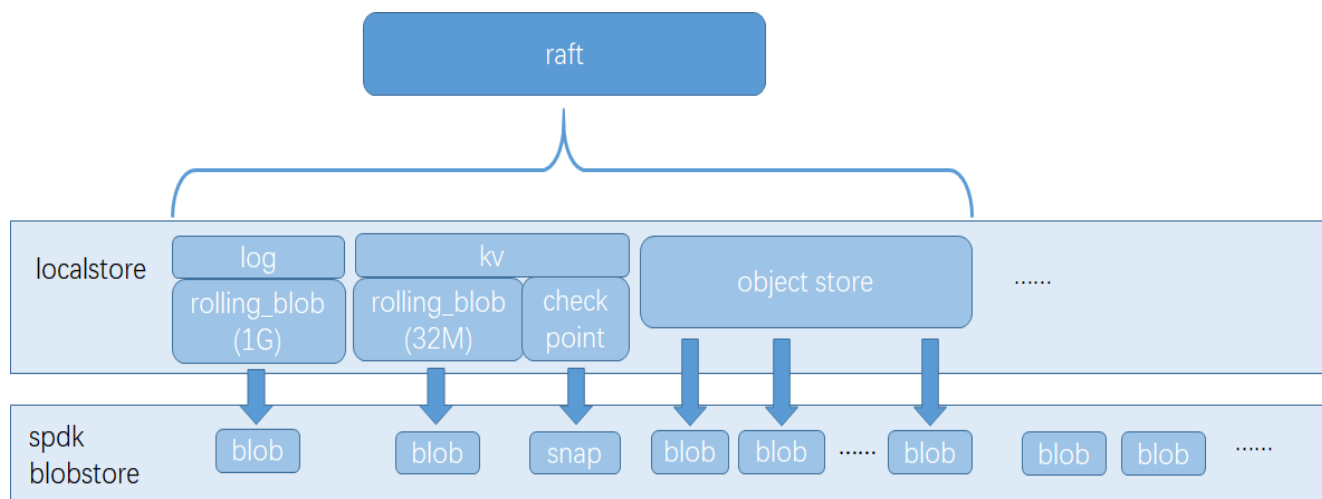 raft
localstore
log
kv
rolling_blob
(1G)
rolling_blob
(32M)
check
point
object store
……
spdk
blobstore
blob
blob
snap
blob
blob
……
blob
blob
blob
……